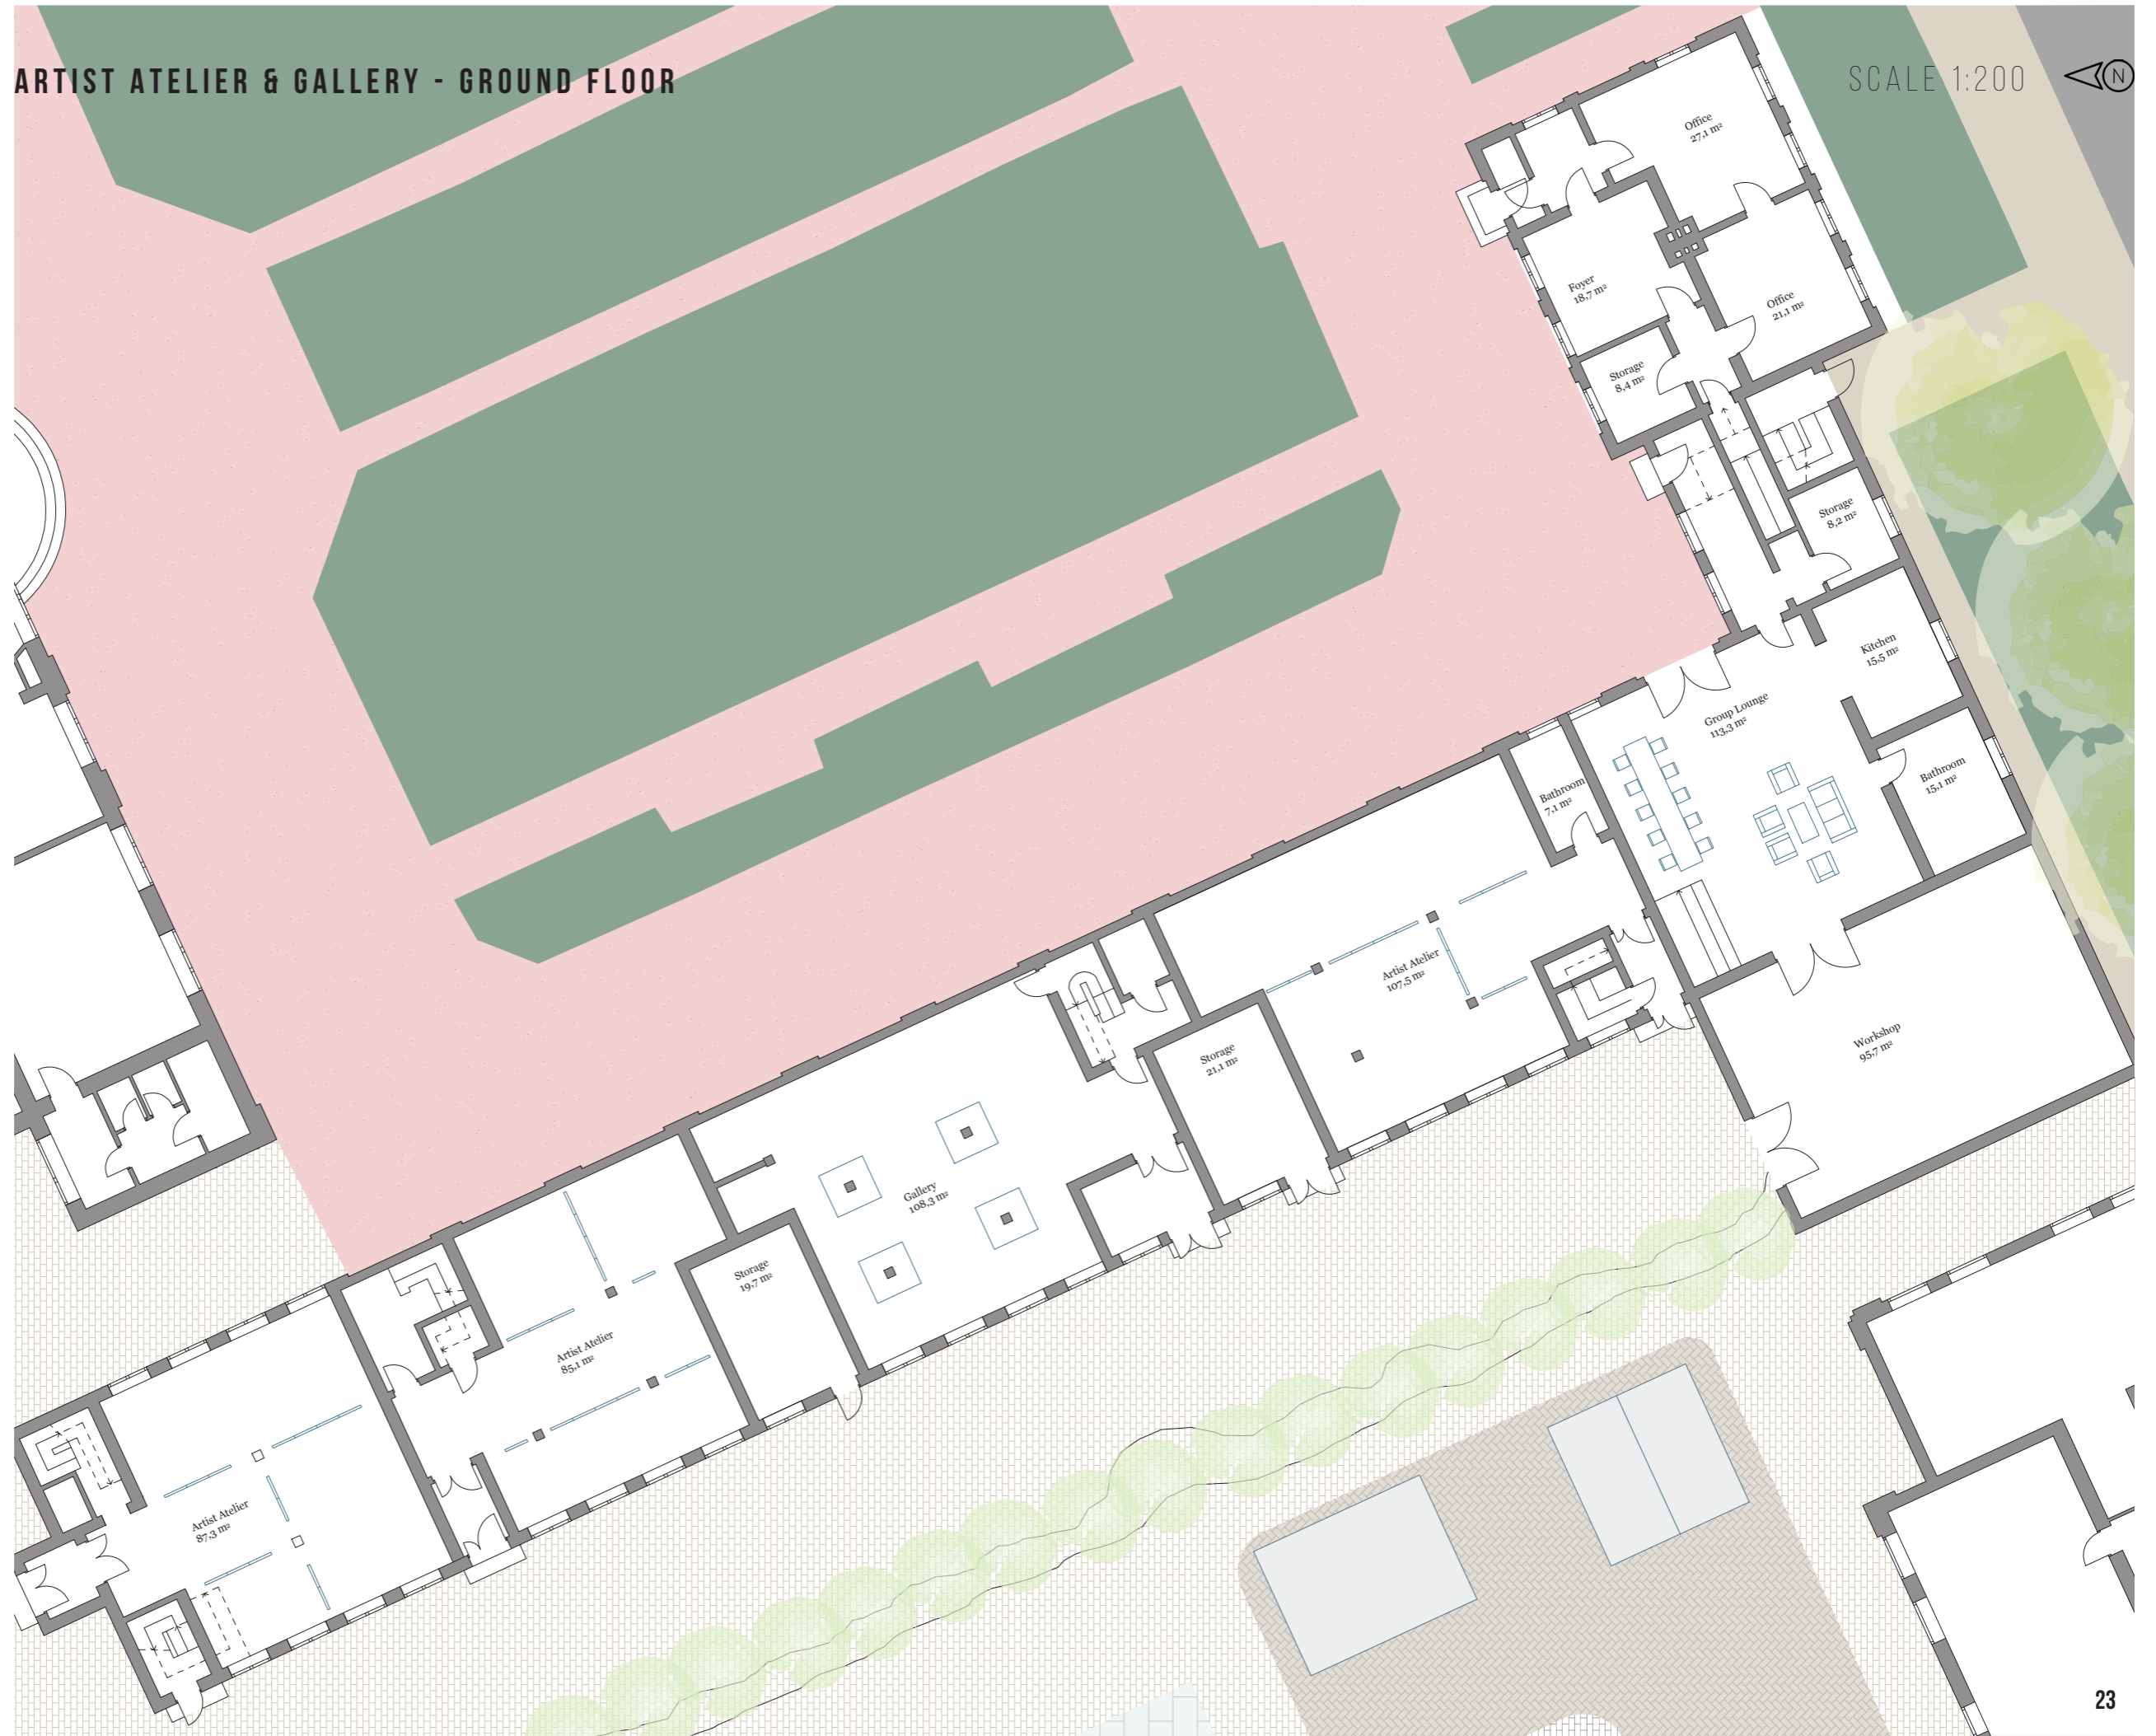 ARTIST ATELIER & GALLERY - GROUND FLOOR
SCALE 1:200
N
Office
27,1 m²
Foyer
18,7 m²
Office
21,1 m²
Storage
8,4 m²
Storage
8,2 m²
Kitchen
15,5 m²
Group Lounge
113,3 m²
Bathroom
15,1 m²
Bathroom
7,1 m²
Artist Atelier
107,5 m²
Workshop
95,7 m²
Storage
21,1 m²
Gallery
108,3 m²
Storage
19,7 m²
Artist Atelier
85,1 m²
Artist Atelier
87,3 m²
23